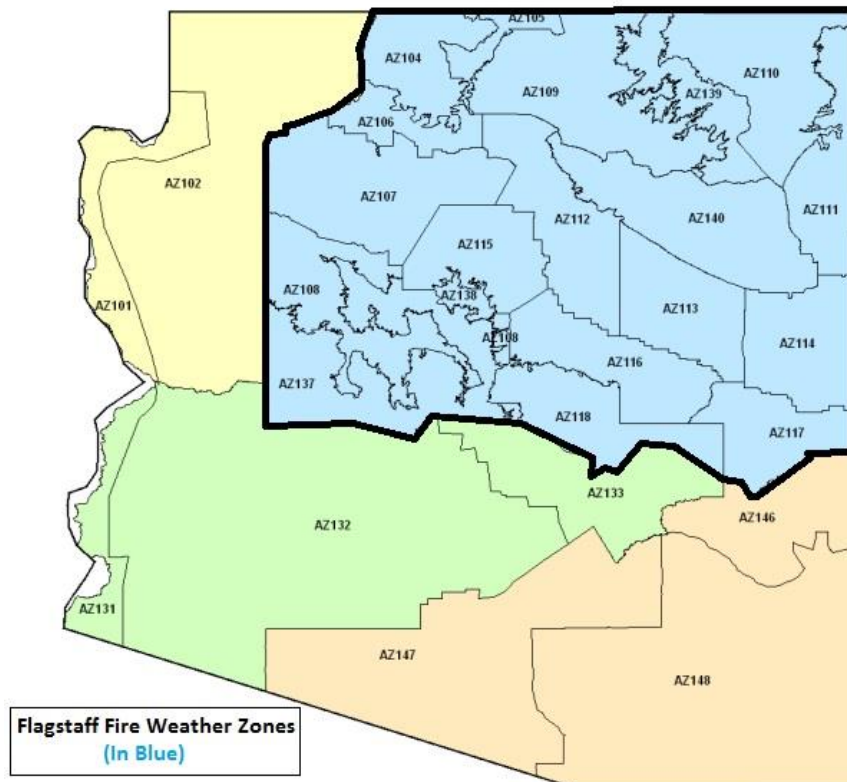 AZ105
AZ104
AZ110
AZ109
AZ139
AZ106
AZ102
AZ107
AZ111
AZ112
AZ140
AZ115
AZ108
AZ138
AZ101
AZ113
AZ108
AZ114
AZ116
AZ137
AZ118
AZ117
AZ133
AZ146
AZ132
AZ131
AZ147
AZ148
Flagstaff Fire Weather Zones
(In Blue)